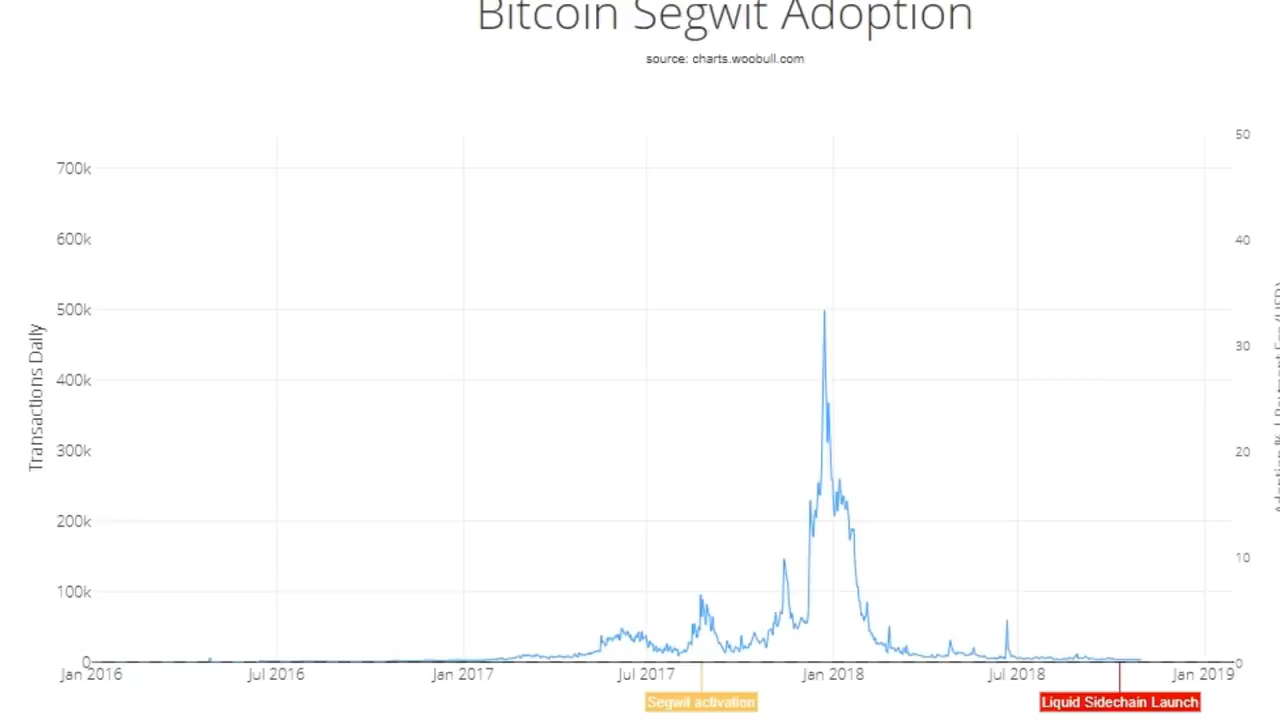 Bitcoin Segwit Adoption
source: charts.woobull.com
50
700k
600k
40
500k
30
400k
Transactions Daily
300k
20
200k
10
100k
0
0
Jan 2016
Jul 2016
Jan 2017
Jul 2017
Jan 2018
Jul 2018
Jan 2019
Segwit activation
Liquid Sidechain Launch